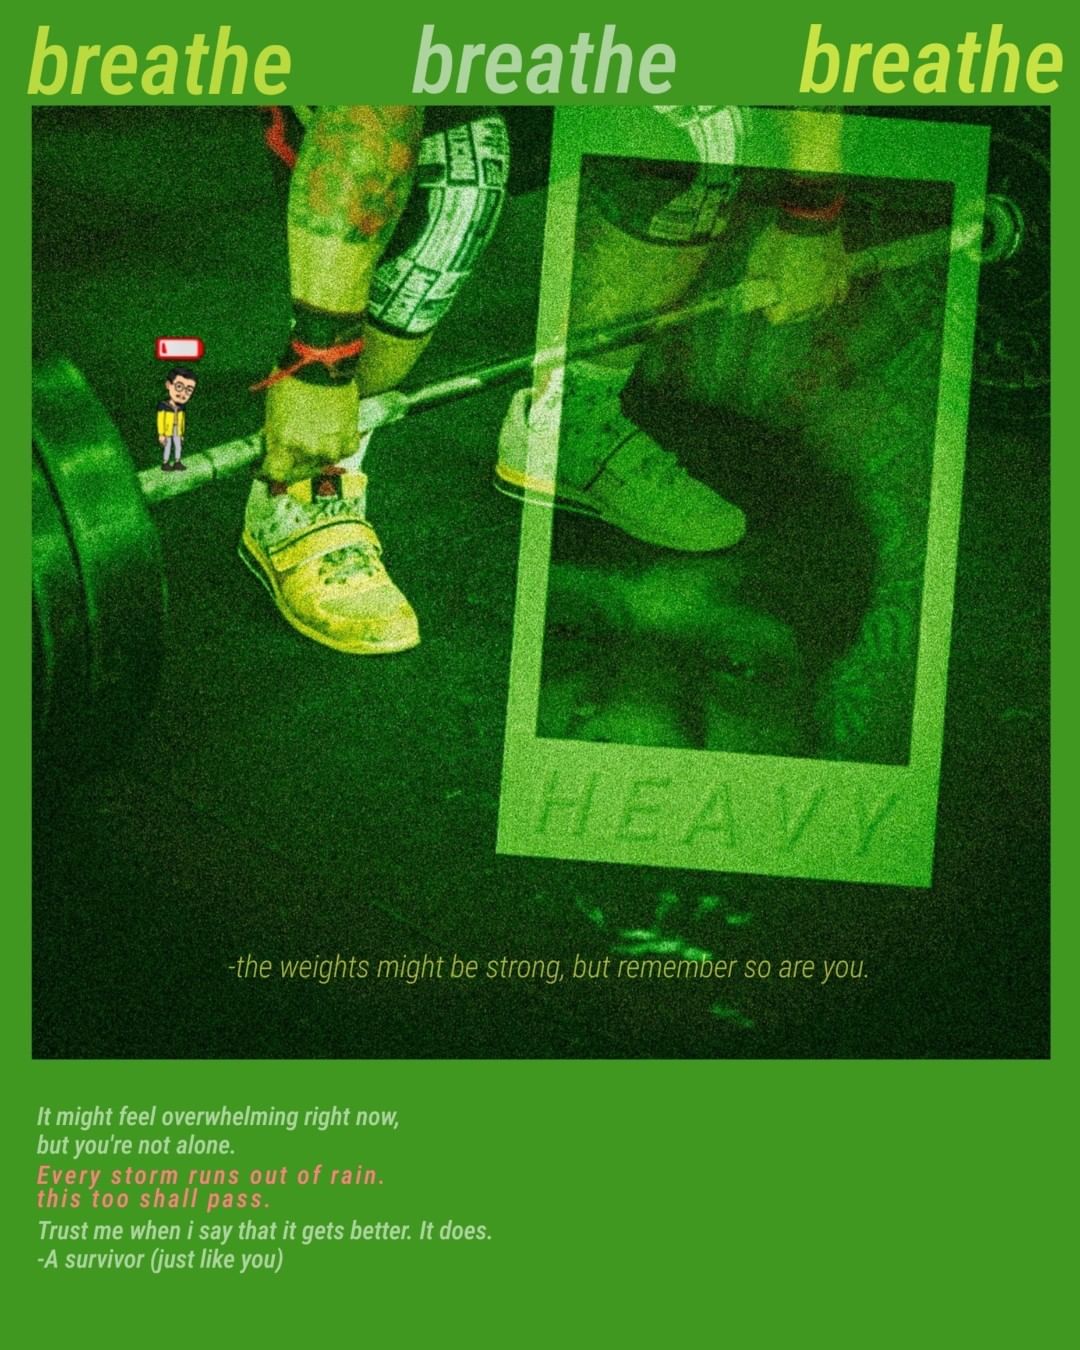 breathe breathe breathe
HEAVY
-the weights might be strong, but remember so are you.
It might feel overwhelming right now,
but you're not alone.
Every storm runs out of rain.
this too shall pass.
Trust me when i say that it gets better. It does.
-A survivor (just like you)